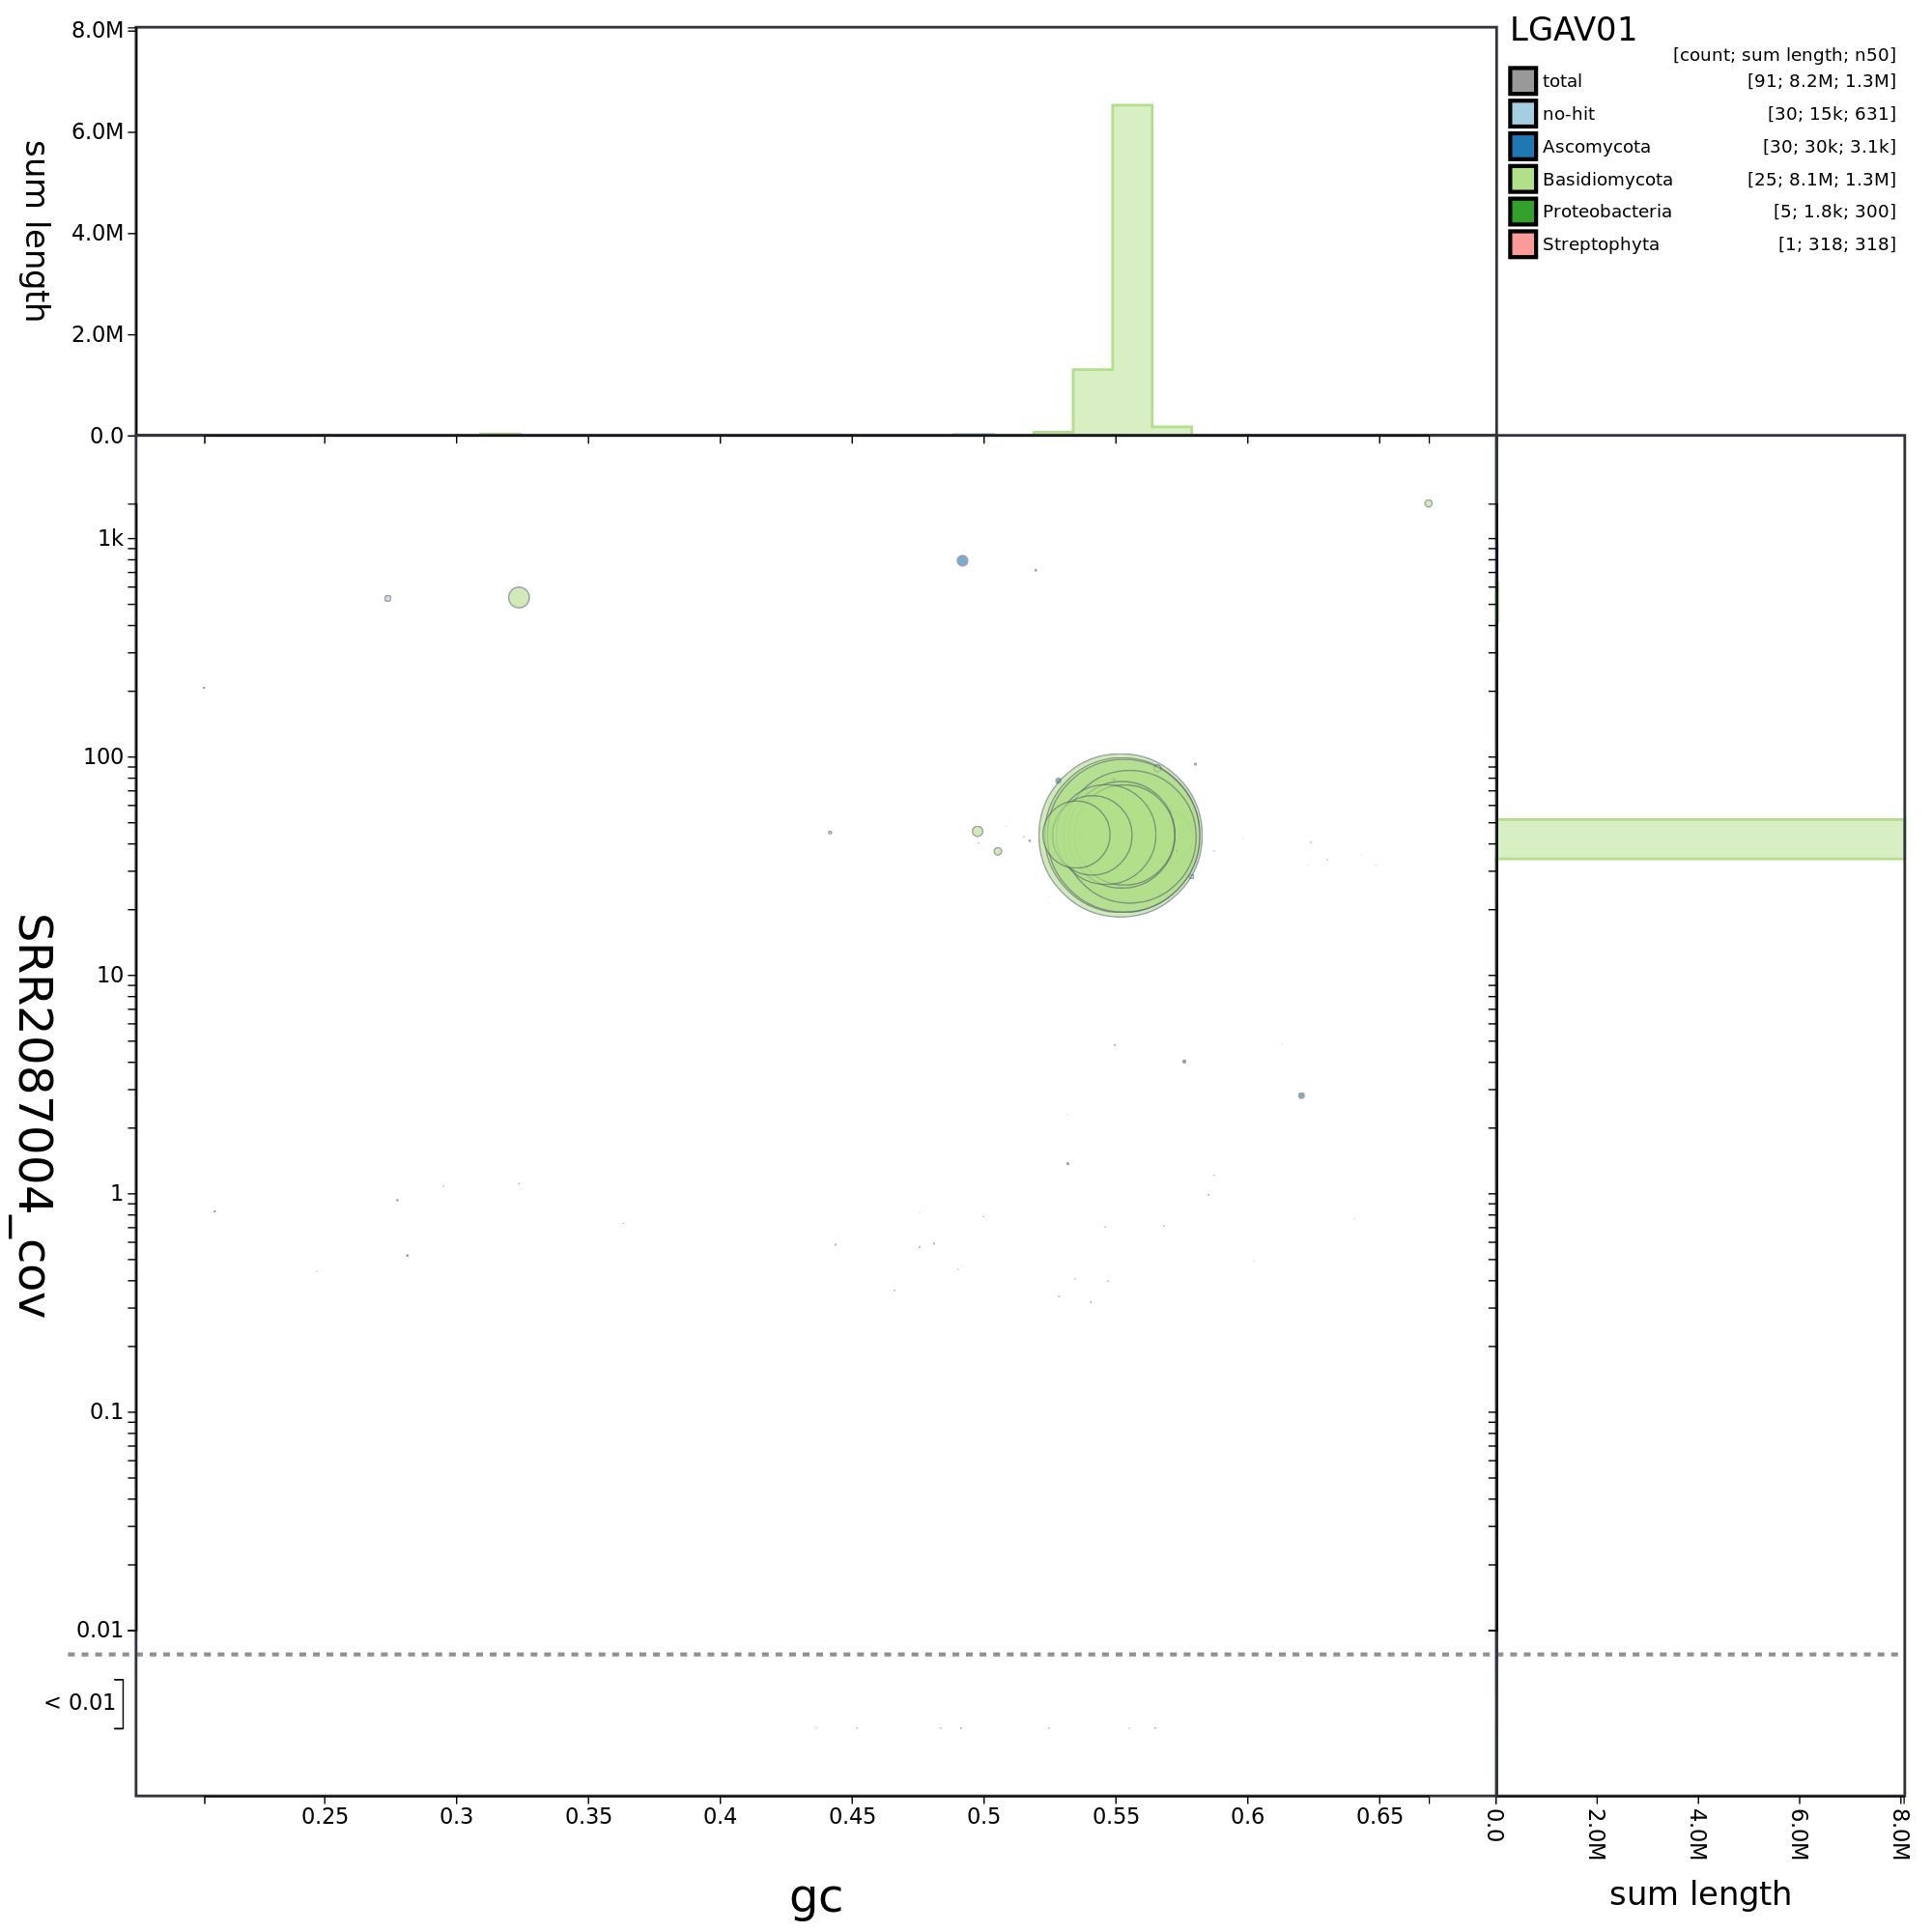 LGAV01
[count; sum length; n50]
total [91; 8.2M; 1.3M]
no-hit [30; 15k; 631]
Ascomycota [30; 30k; 3.1k]
Basidiomycota [25; 8.1M; 1.3M]
Proteobacteria [5; 1.8k; 300]
Streptophyta [1; 318; 318]
sum length
8.0M
6.0M
4.0M
2.0M
0.0
SRR2087004_cov
1k
100
10
1
0.1
0.01
< 0.01
0.25 0.3 0.35 0.4 0.45 0.5 0.55 0.6 0.65
gc
0.0 2.0M 4.0M 6.0M 8.0M
sum length